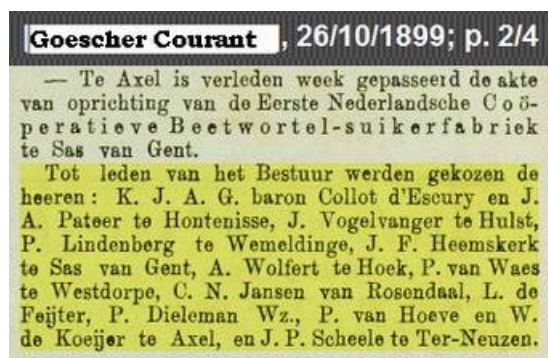 Goescher Courant , 26/10/1899; p. 2/4
— Te Axel is verleden week gepasseerd de akte
van oprichting van de Eerste Nederlandsche Coö-
peratieve Beetwortel-suikerfabriek
te Sas van Gent.
Tot leden van het Bestuur werden gekozen de
heeren: K. J. A. G. baron Collot d'Escury en J.
A. Pateer te Hontenisse, J. Vogelvanger te Hulst,
P. Lindenberg te Wemeldinge, J. F. Heemskerk
te Sas van Gent, A. Wolfert te Hoek, P. van Waes
te Westdorpe, C. N. Jansen van Rosendaal, L. de
Feijter, P. Dieleman Wz., P. van Hoeve en W.
de Koeijer te Axel, en J. P. Scheele te Ter-Neuzen.